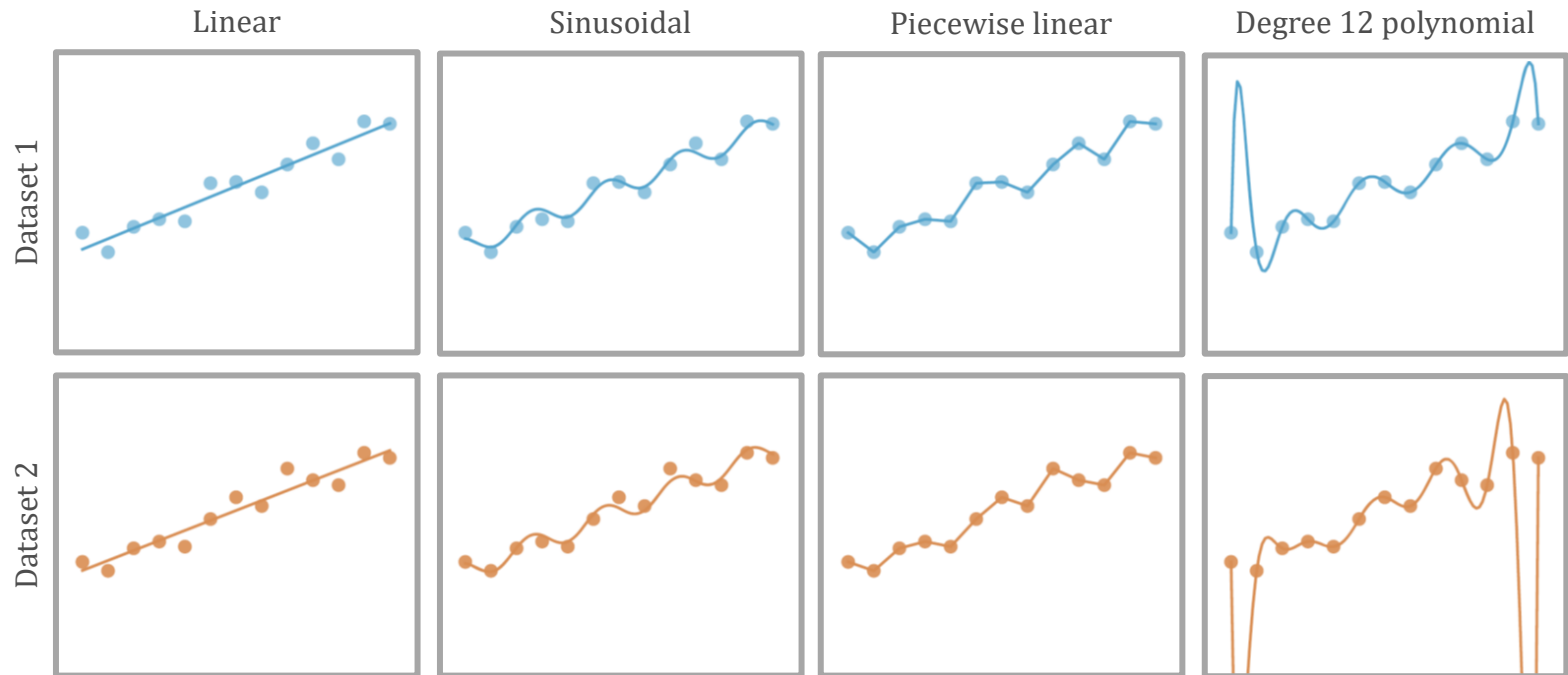 Linear
Sinusoidal
Piecewise linear
Degree 12 polynomial
Dataset 1
Dataset 2